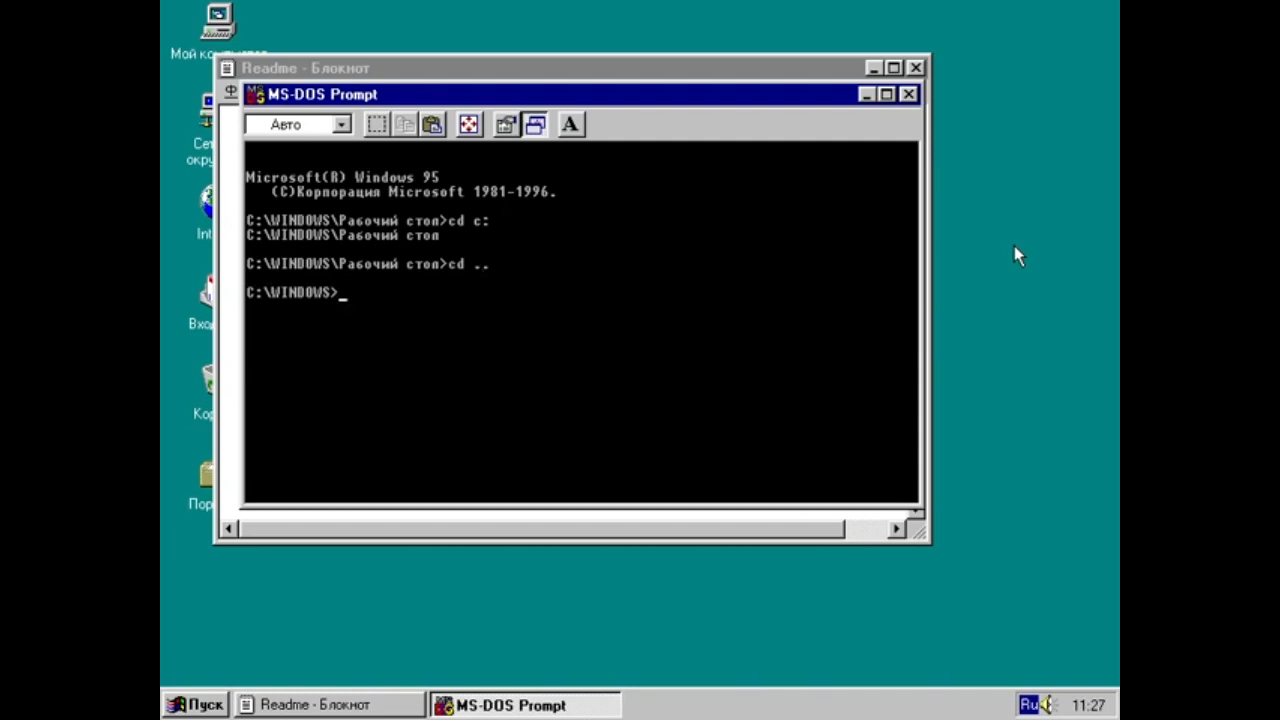 Мой
Readme - Блокнот
Ф
MS-DOS Prompt
Авто
A
Microsoft(R) Windows 95
(C)Корпорация Microsoft 1981-1996.
C:\WINDOWS\Рабочий стол>cd c:
C:\WINDOWS\Рабочий стол
C:\WINDOWS\Рабочий стол>cd ..
C:\WINDOWS>_
Сет
окру
Int
Вхо
Кор
Пор
Пуск
Readme - Блокнот
MS-DOS Prompt
Ru
11:27